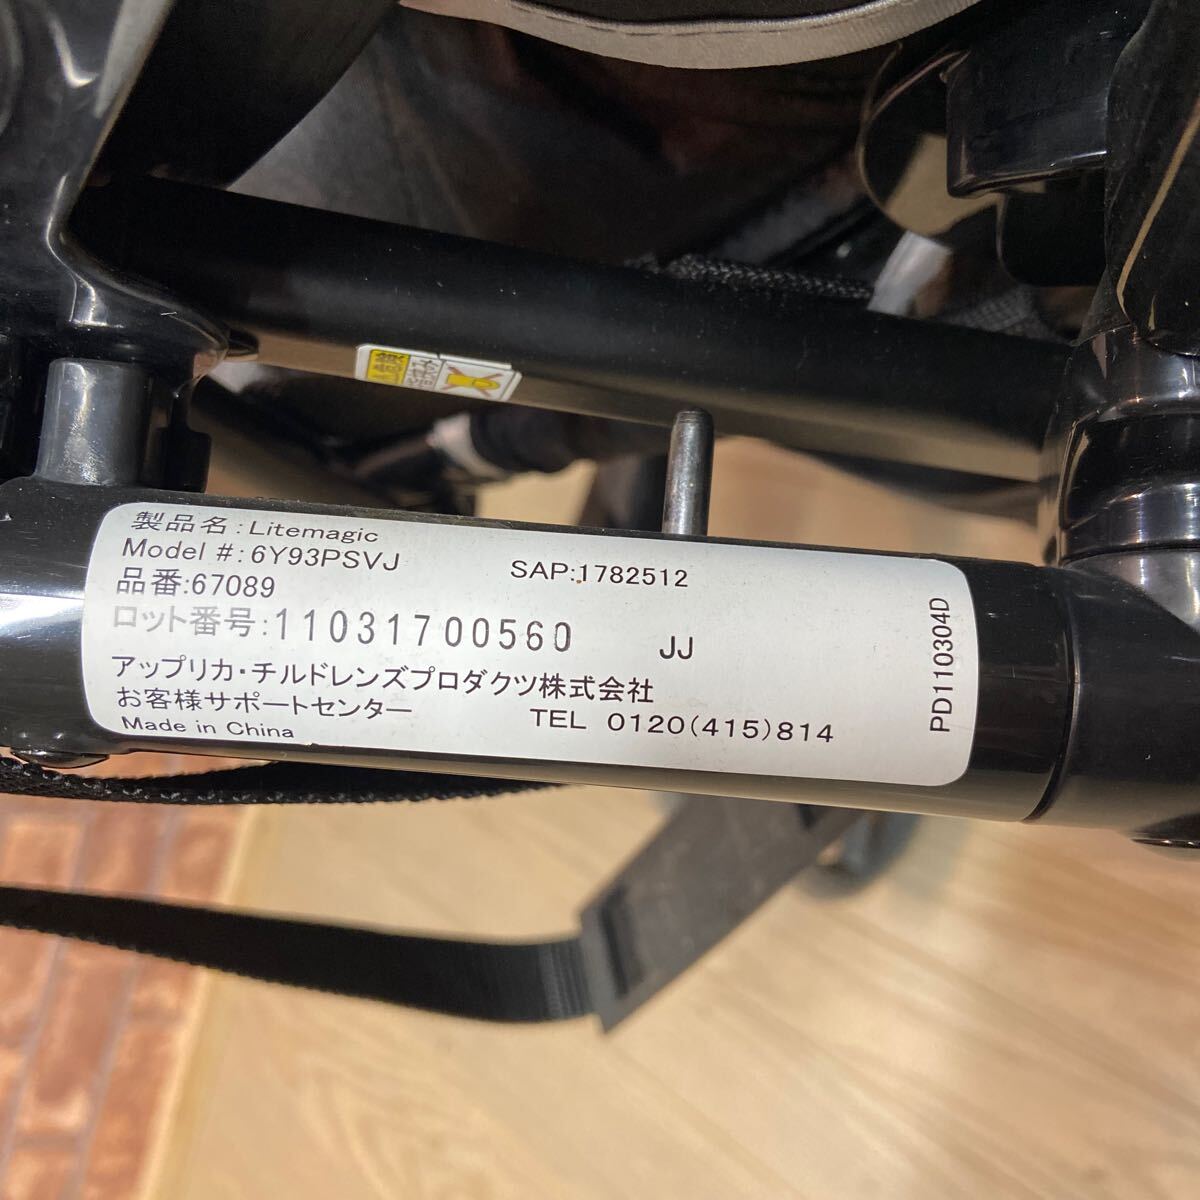 製品名:Litemagic
Model #:6Y93PSVJ
SAP:1782512
品番:67089
ロット番号:11031700560
JJ
アップリカ・チルドレンズプロダクツ株式会社
お客様サポートセンター
TEL 0120(415)814
Made in China
PD110304D